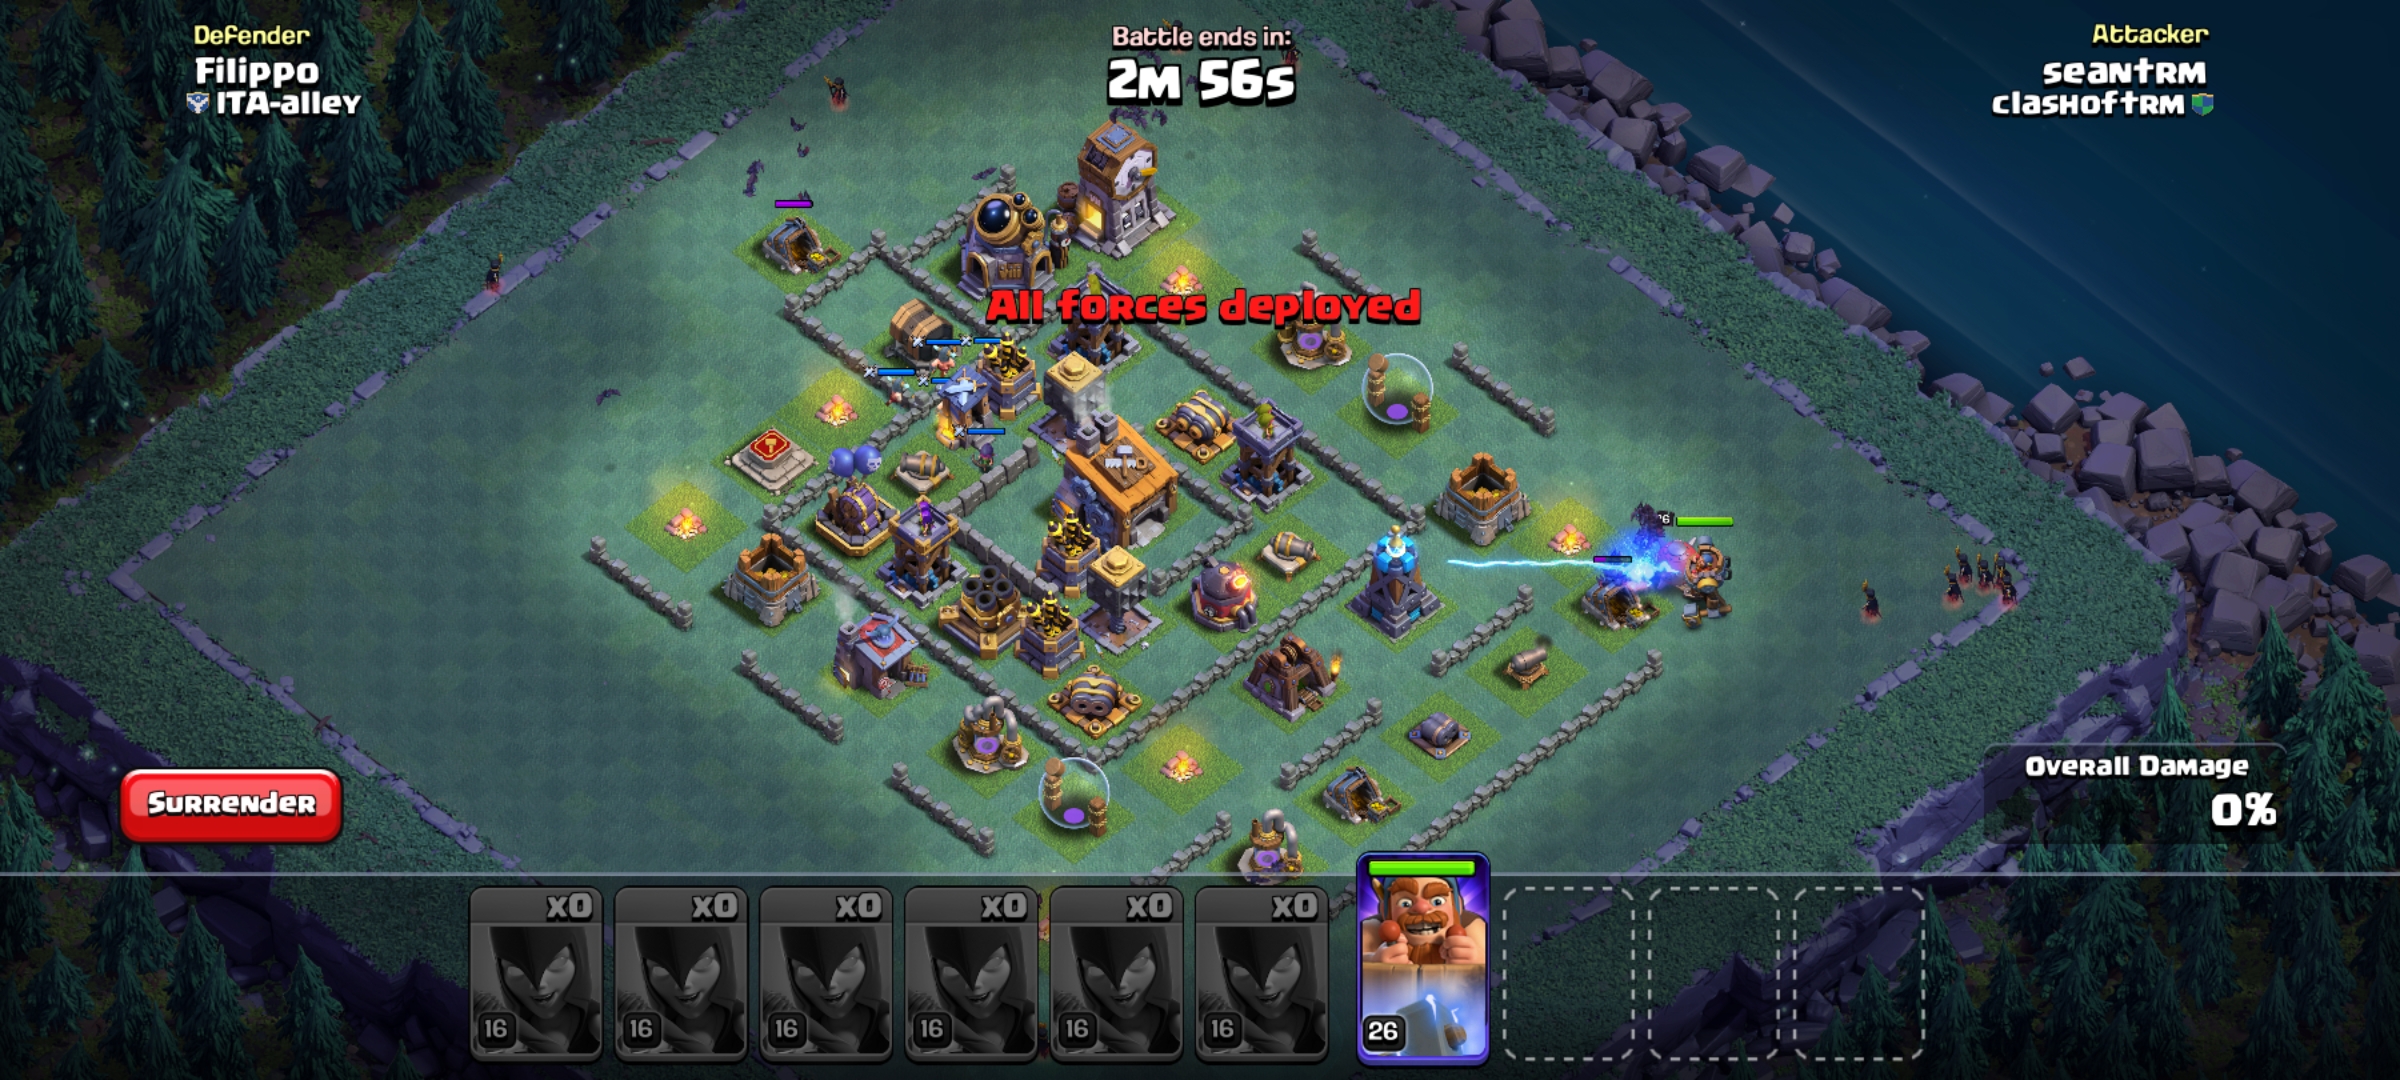 Defender
Filippo
ITA-alley
Battle ends in:
2M 56s
Attacker
seantRM
clashoftRM
All forces deployed
Surrender
Overall Damage
0%
x0
x0
x0
x0
x0
x0
16
16
16
16
16
16
26